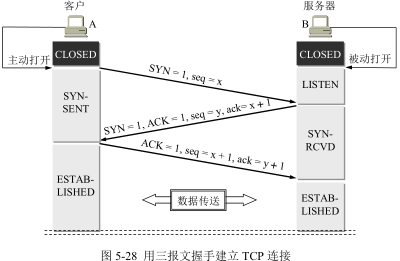 客户
服务器
A
B
主动打开
CLOSED
CLOSED
被动打开
SYN = 1, seq = x
LISTEN
SYN-
SENT
SYN = 1, ACK = 1, seq = y, ack= x + 1
SYN-
RCVD
ACK = 1, seq = x + 1, ack = y + 1
ESTAB-
LISHED
数据传送
ESTAB-
LISHED
图 5-28 用三报文握手建立 TCP 连接